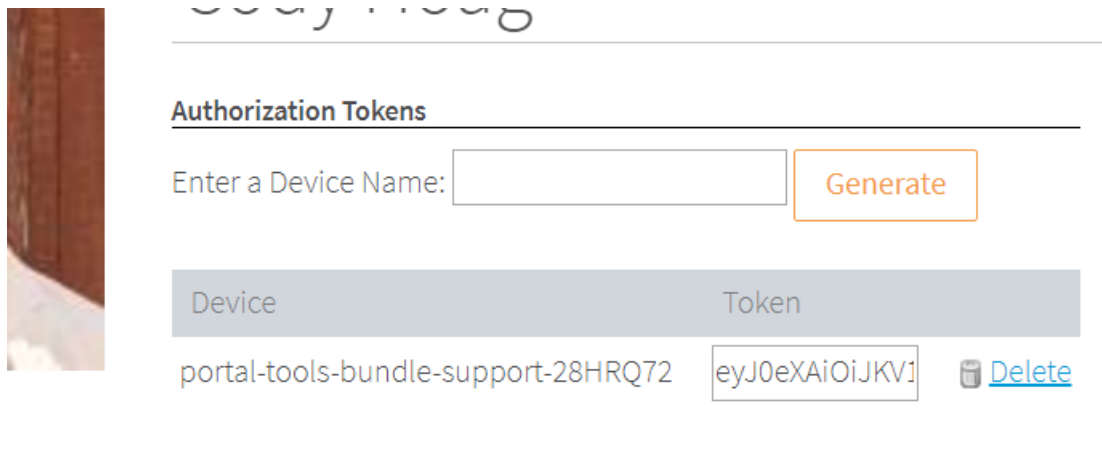 Authorization Tokens
Enter a Device Name:
Generate
Device Token
portal-tools-bundle-support-28HRQ72 eyJ0eXAiOiJKV1 Delete